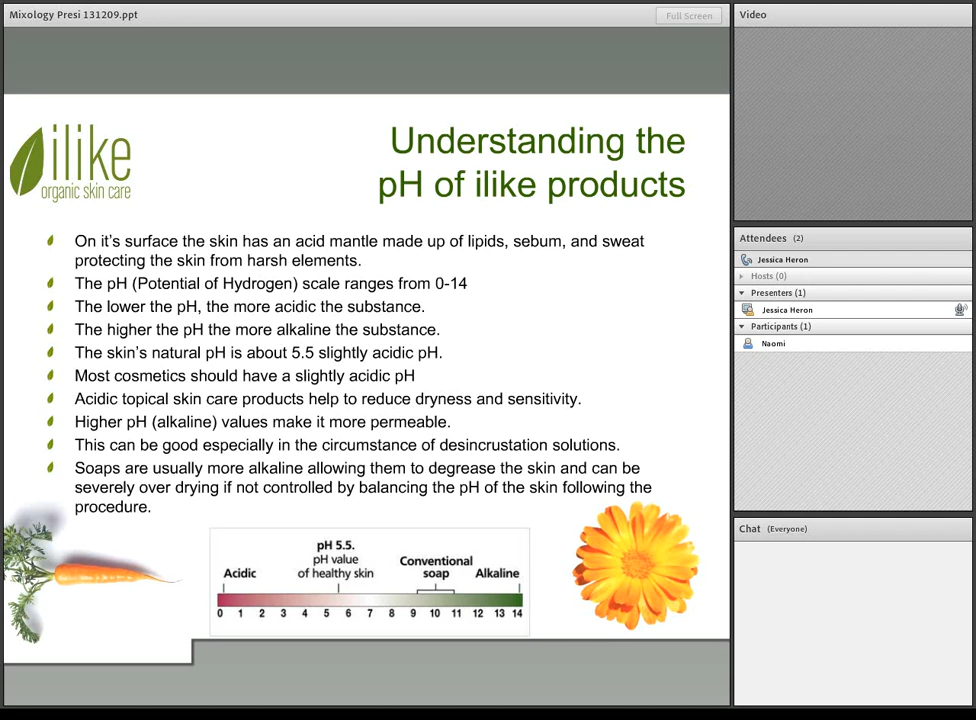 Mixology Presi 131209.ppt
Full Screen
ilike
organic skin care
Understanding the
pH of ilike products
On it's surface the skin has an acid mantle made up of lipids, sebum, and sweat
protecting the skin from harsh elements.
The pH (Potential of Hydrogen) scale ranges from 0-14
The lower the pH, the more acidic the substance.
The higher the pH the more alkaline the substance.
The skin's natural pH is about 5.5 slightly acidic pH.
Most cosmetics should have a slightly acidic pH
Acidic topical skin care products help to reduce dryness and sensitivity.
Higher pH (alkaline) values make it more permeable.
This can be good especially in the circumstance of desincrustation solutions.
Soaps are usually more alkaline allowing them to degrease the skin and can be
severely over drying if not controlled by balancing the pH of the skin following the
procedure.
Acidic
pH 5.5.
pH value
of healthy skin
Conventional
soap
Alkaline
0 1 2 3 4 5 6 7 8 9 10 11 12 13 14
Video
Attendees (2)
Jessica Heron
Hosts (0)
Presenters (1)
Jessica Heron
Participants (1)
Naomi
Chat (Everyone)